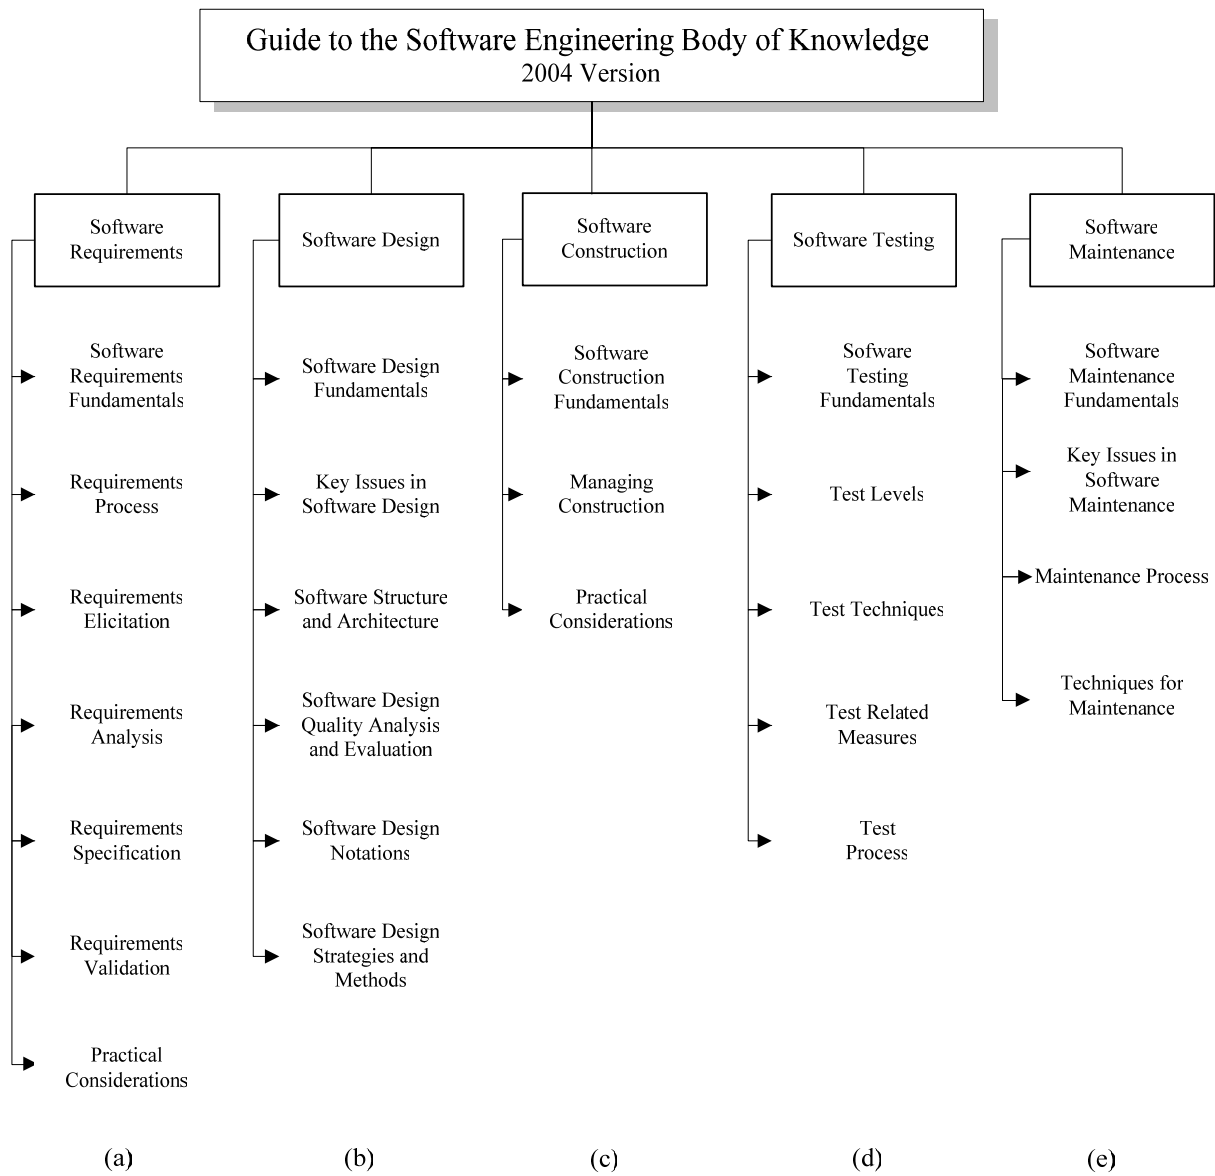 Guide to the Software Engineering Body of Knowledge
2004 Version
Software
Requirements
Software
Requirements
Fundamentals
Requirements
Process
Requirements
Elicitation
Requirements
Analysis
Requirements
Specification
Requirements
Validation
Practical
Considerations
(a)
Software Design
Software Design
Fundamentals
Key Issues in
Software Design
Software Structure
and Architecture
Software Design
Quality Analysis
and Evaluation
Software Design
Notations
Software Design
Strategies and
Methods
(b)
Software
Construction
Software
Construction
Fundamentals
Managing
Construction
Practical
Considerations
(c)
Software Testing
Sofware
Testing
Fundamentals
Test Levels
Test Techniques
Test Related
Measures
Test
Process
(d)
Software
Maintenance
Software
Maintenance
Fundamentals
Key Issues in
Software
Maintenance
Maintenance Process
Techniques for
Maintenance
(e)